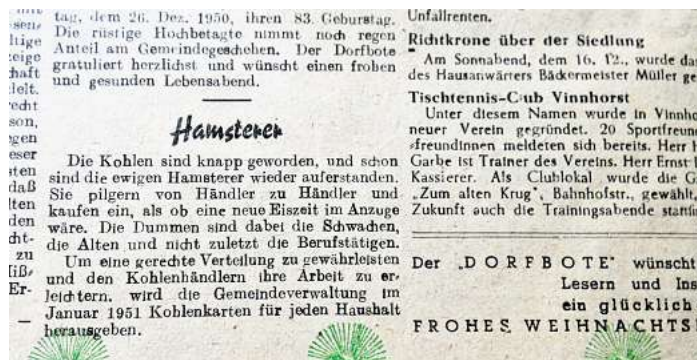 tag, dem 26. Dez. 1950, ihren 83. Geburstag.
Die rüstige Hochbetagte nimmt noch regen
Anteil am Gemeindegeschehen. Der Dorfbote
gratuliert herzlichst und wünscht einen frohen
und gesunden Lebensabend.
Hamsterer
Die Kohlen sind knapp geworden, und schon
sind die ewigen Hamsterer wieder auferstanden.
Sie pilgern von Händler zu Händler und
kaufen ein, als ob eine neue Eiszeit im Anzuge
wäre. Die Dummen sind dabei die Schwachen,
die Alten und nicht zuletzt die Berufstätigen.
Um eine gerechte Verteilung zu gewährleisten
und den Kohlenhändlern ihre Arbeit zu er-
leichtern, wird die Gemeindeverwaltung im
Januar 1951 Kohlenkarten für jeden Haushalt
herausgeben.
Unfallrenten.
Richtkrone über der Siedlung
Am Sonnabend, dem 16. 12., wurde da
des Hausanwärters Bäckermeister Müller ge
Tischtennis-Club Vinnhorst
Unter diesem Namen wurde in Vinnho
neuer Verein gegründet. 20 Sportfreun
-freundinnen meldeten sich bereits. Herr
Garbe ist Trainer des Vereins. Herr Ernst
Kassierer. Als Clublokal wurde die G
„Zum alten Krug", Bahnhofstr., gewählt,
Zukunft auch die Trainingsabende stattfi
Der „DORFBOTE" wünscht
Lesern und Ins
ein glücklich
FROHES WEIHNACHTS